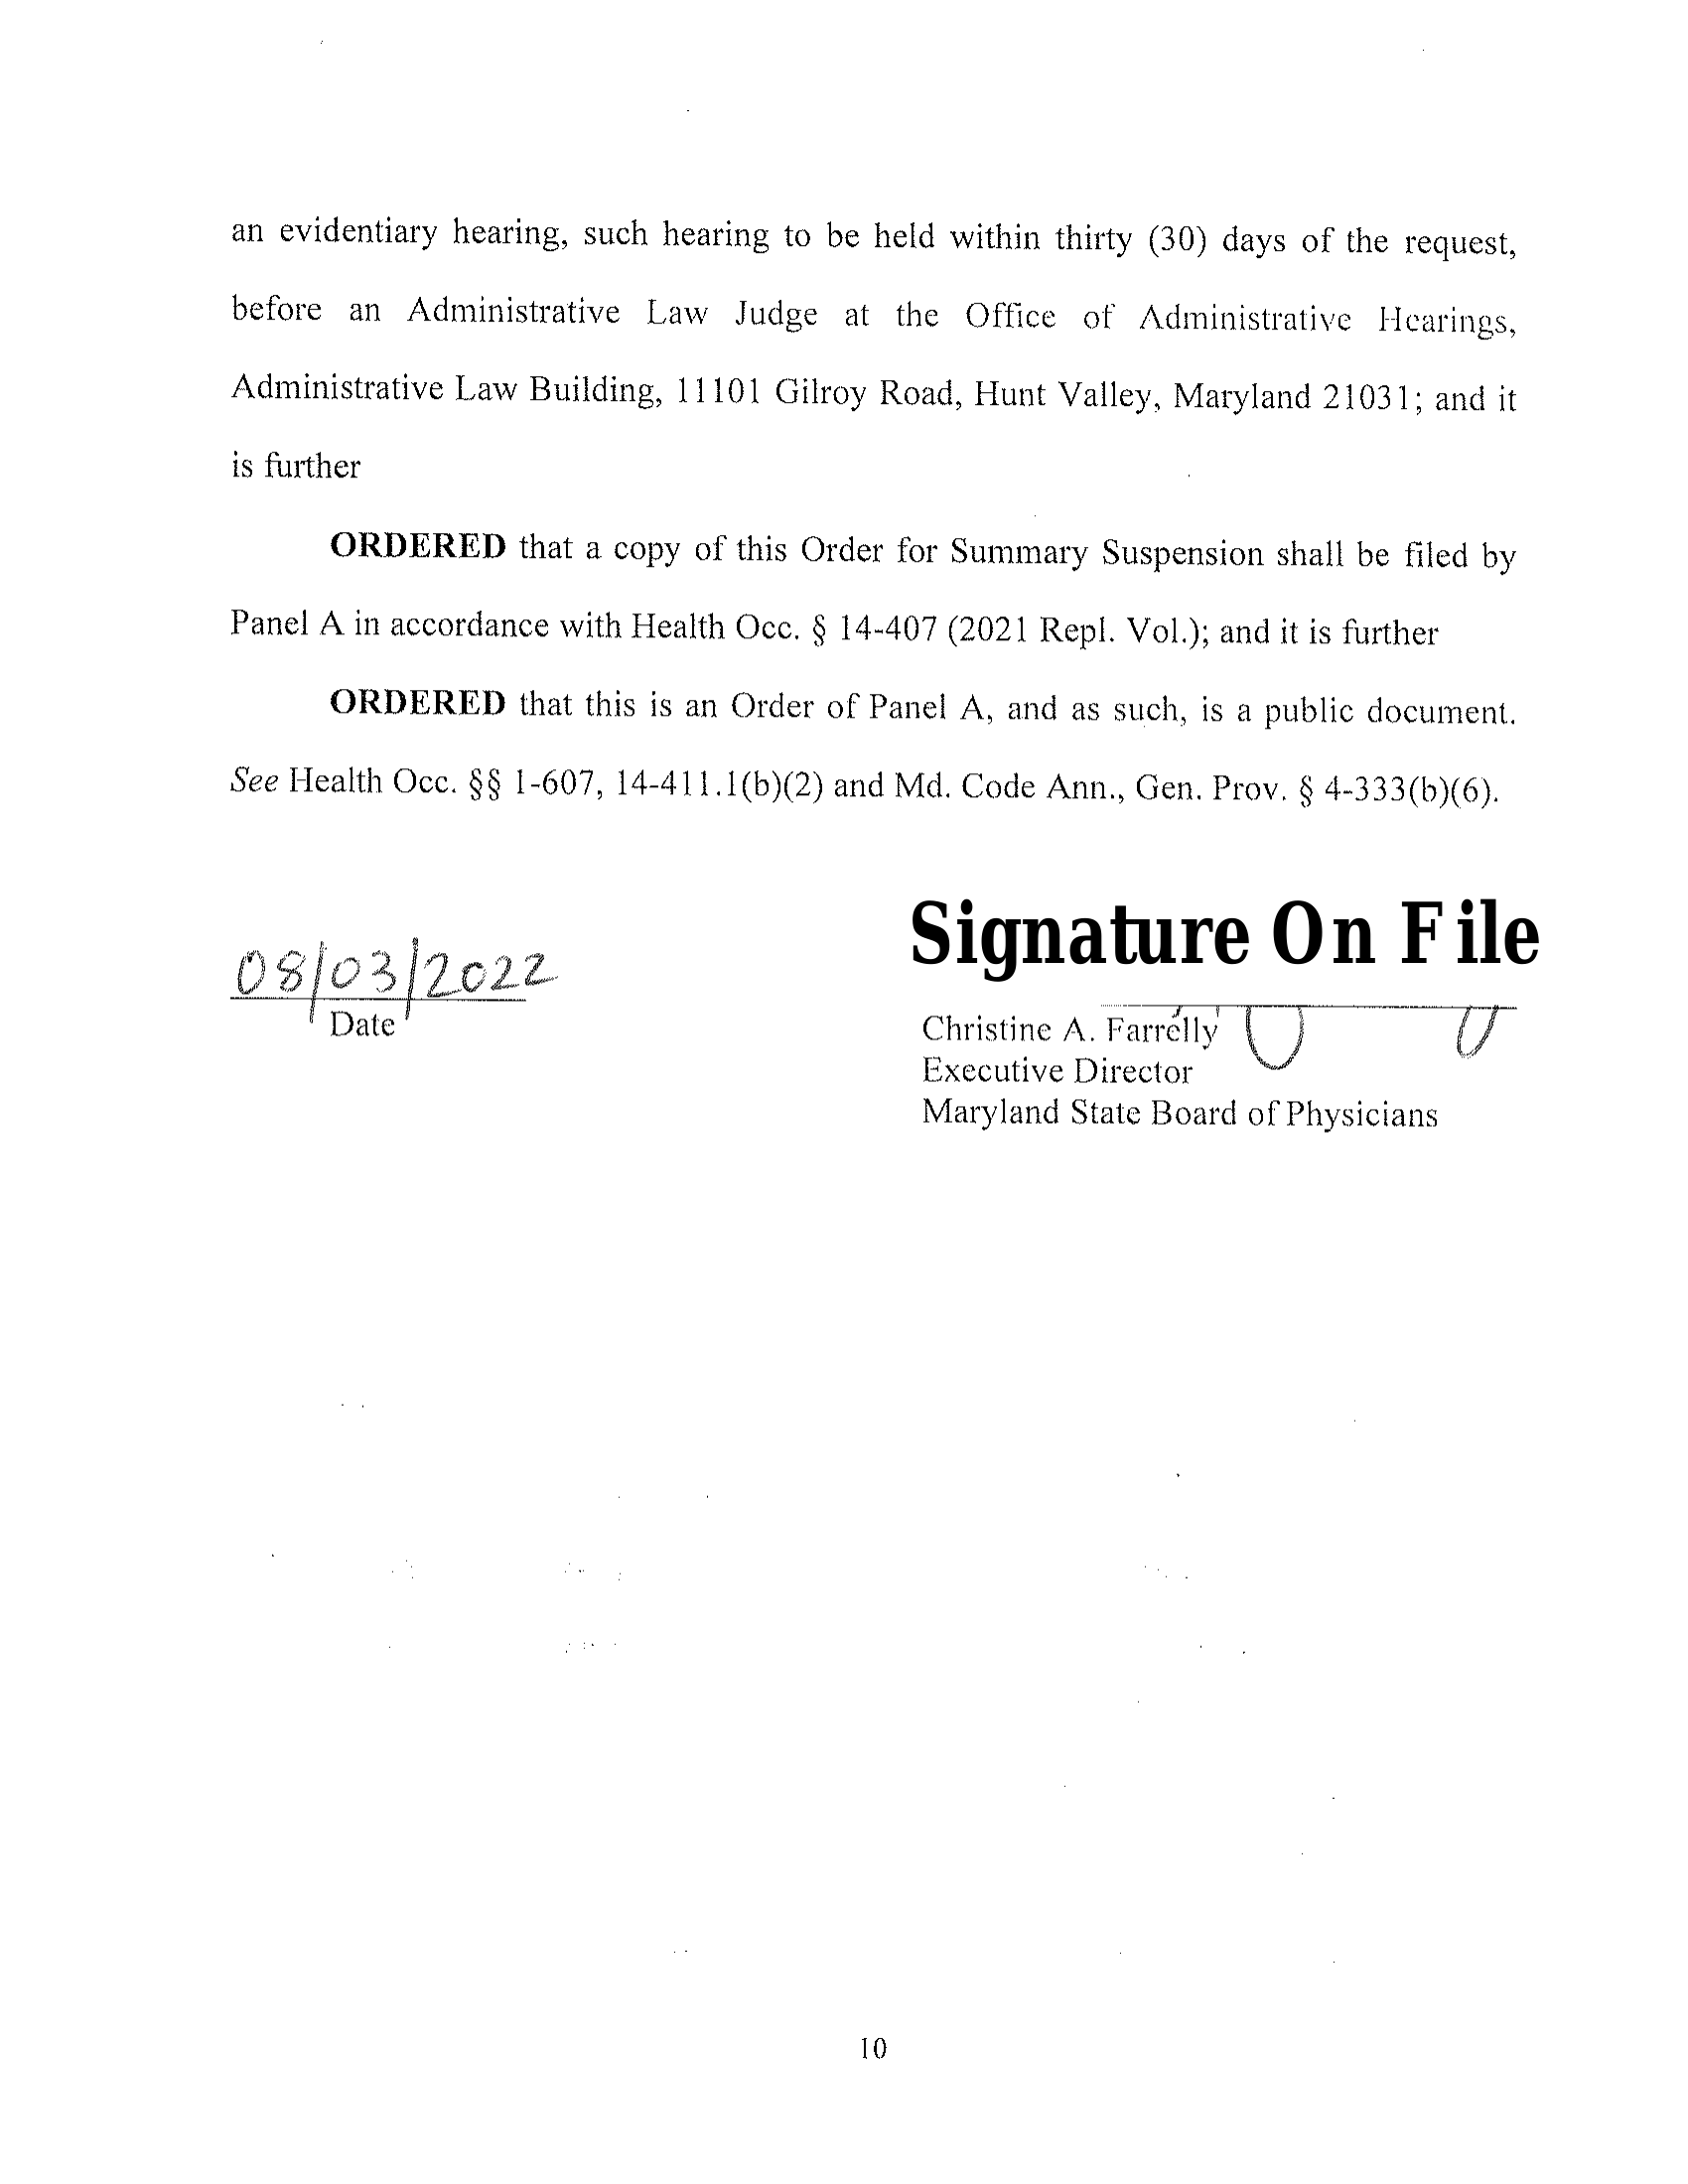 an evidentiary hearing, such hearing to be held within thirty (30) days of the request,
before an Administrative Law Judge at the Office of Administrative Hearings,
Administrative Law Building, 11101 Gilroy Road, Hunt Valley, Maryland 21031; and it
is further
ORDERED that a copy of this Order for Summary Suspension shall be filed by
Panel A in accordance with Health Occ. § 14-407 (2021 Repl. Vol.); and it is further
ORDERED that this is an Order of Panel A, and as such, is a public document.
See Health Occ. §§ 1-607, 14-411.1(b)(2) and Md. Code Ann., Gen. Prov. § 4-333(b)(6).
Signature On File
08/03/2022
Date
Christine A. Farrelly
Executive Director
Maryland State Board of Physicians
10